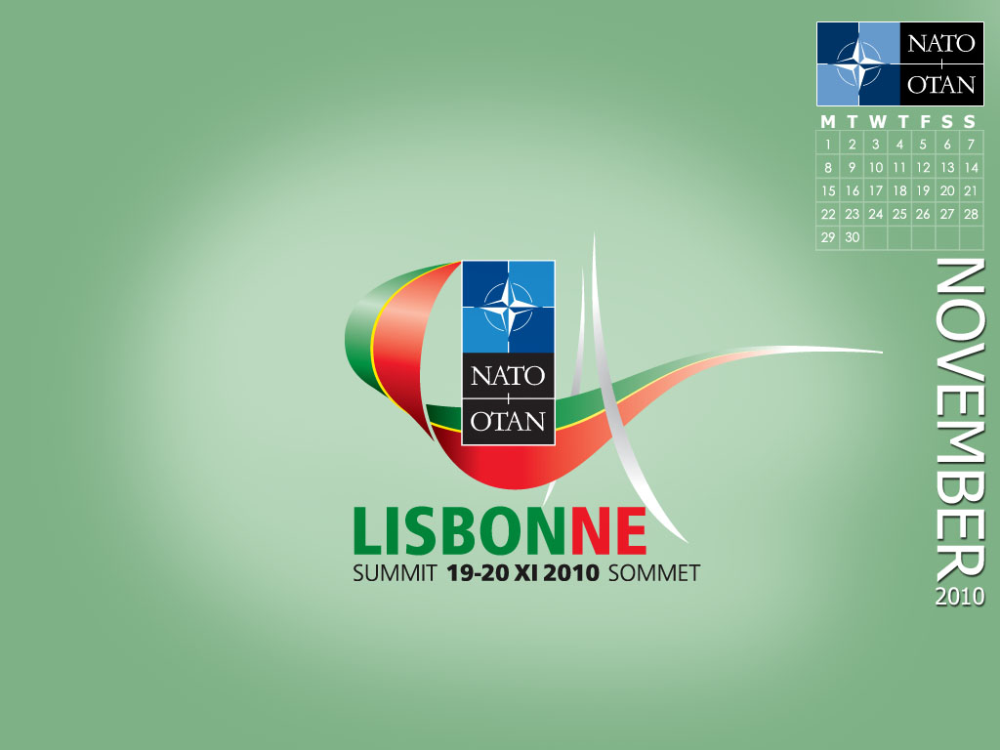 NATO
OTAN
M T W T F S S
1 2 3 4 5 6 7
8 9 10 11 12 13 14
15 16 17 18 19 20 21
22 23 24 25 26 27 28
29 30
NOVEMBER
2010
NATO
OTAN
LISBONNE
SUMMIT 19-20 XI 2010 SOMMET